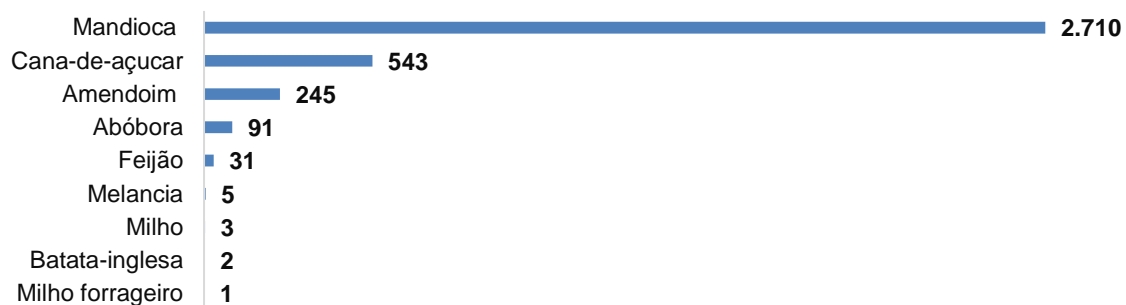 Mandioca 2.710
Cana-de-açucar 543
Amendoim 245
Abóbora 91
Feijão 31
Melancia 5
Milho 3
Batata-inglesa 2
Milho forrageiro 1